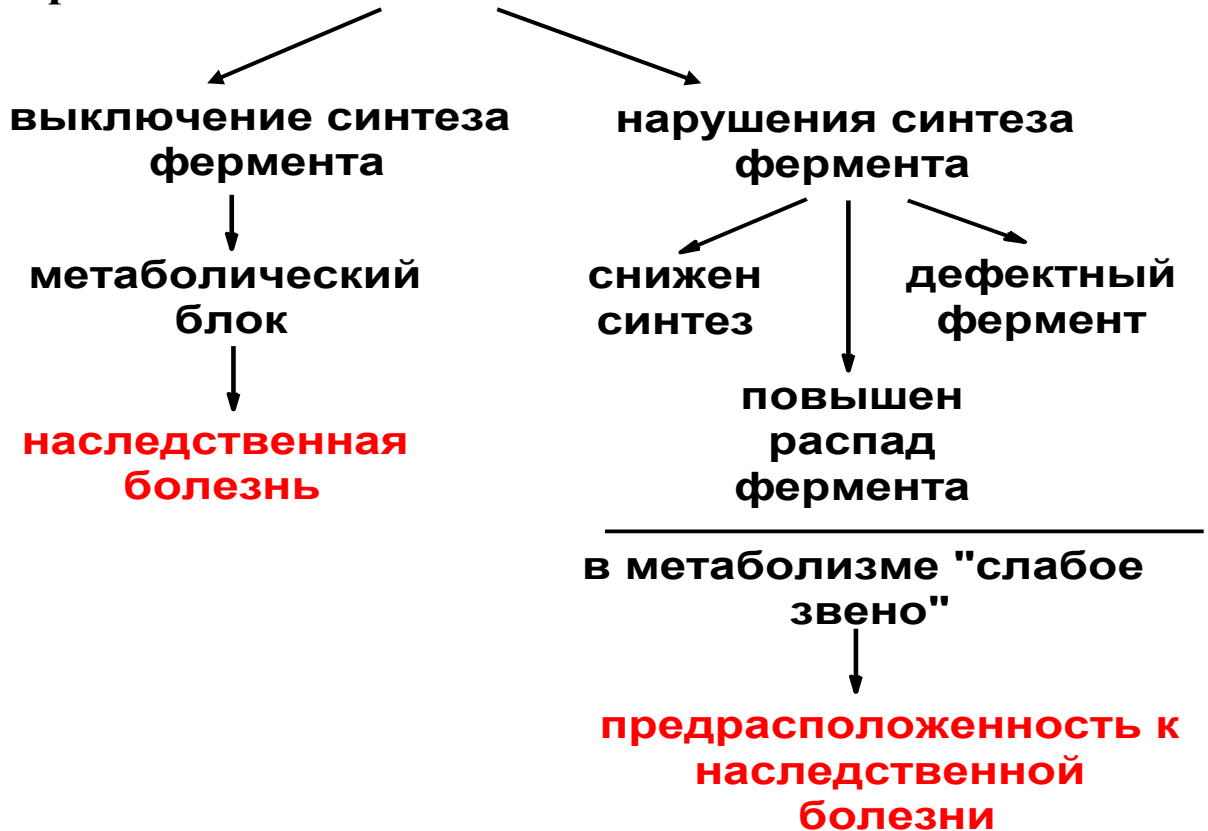 выключение синтеза
фермента
нарушения синтеза
фермента
метаболический
блок
снижен
синтез
дефектный
фермент
наследственная
болезнь
повышен
распад
фермента
в метаболизме "слабое
звено"
предрасположенность к
наследственной
болезни